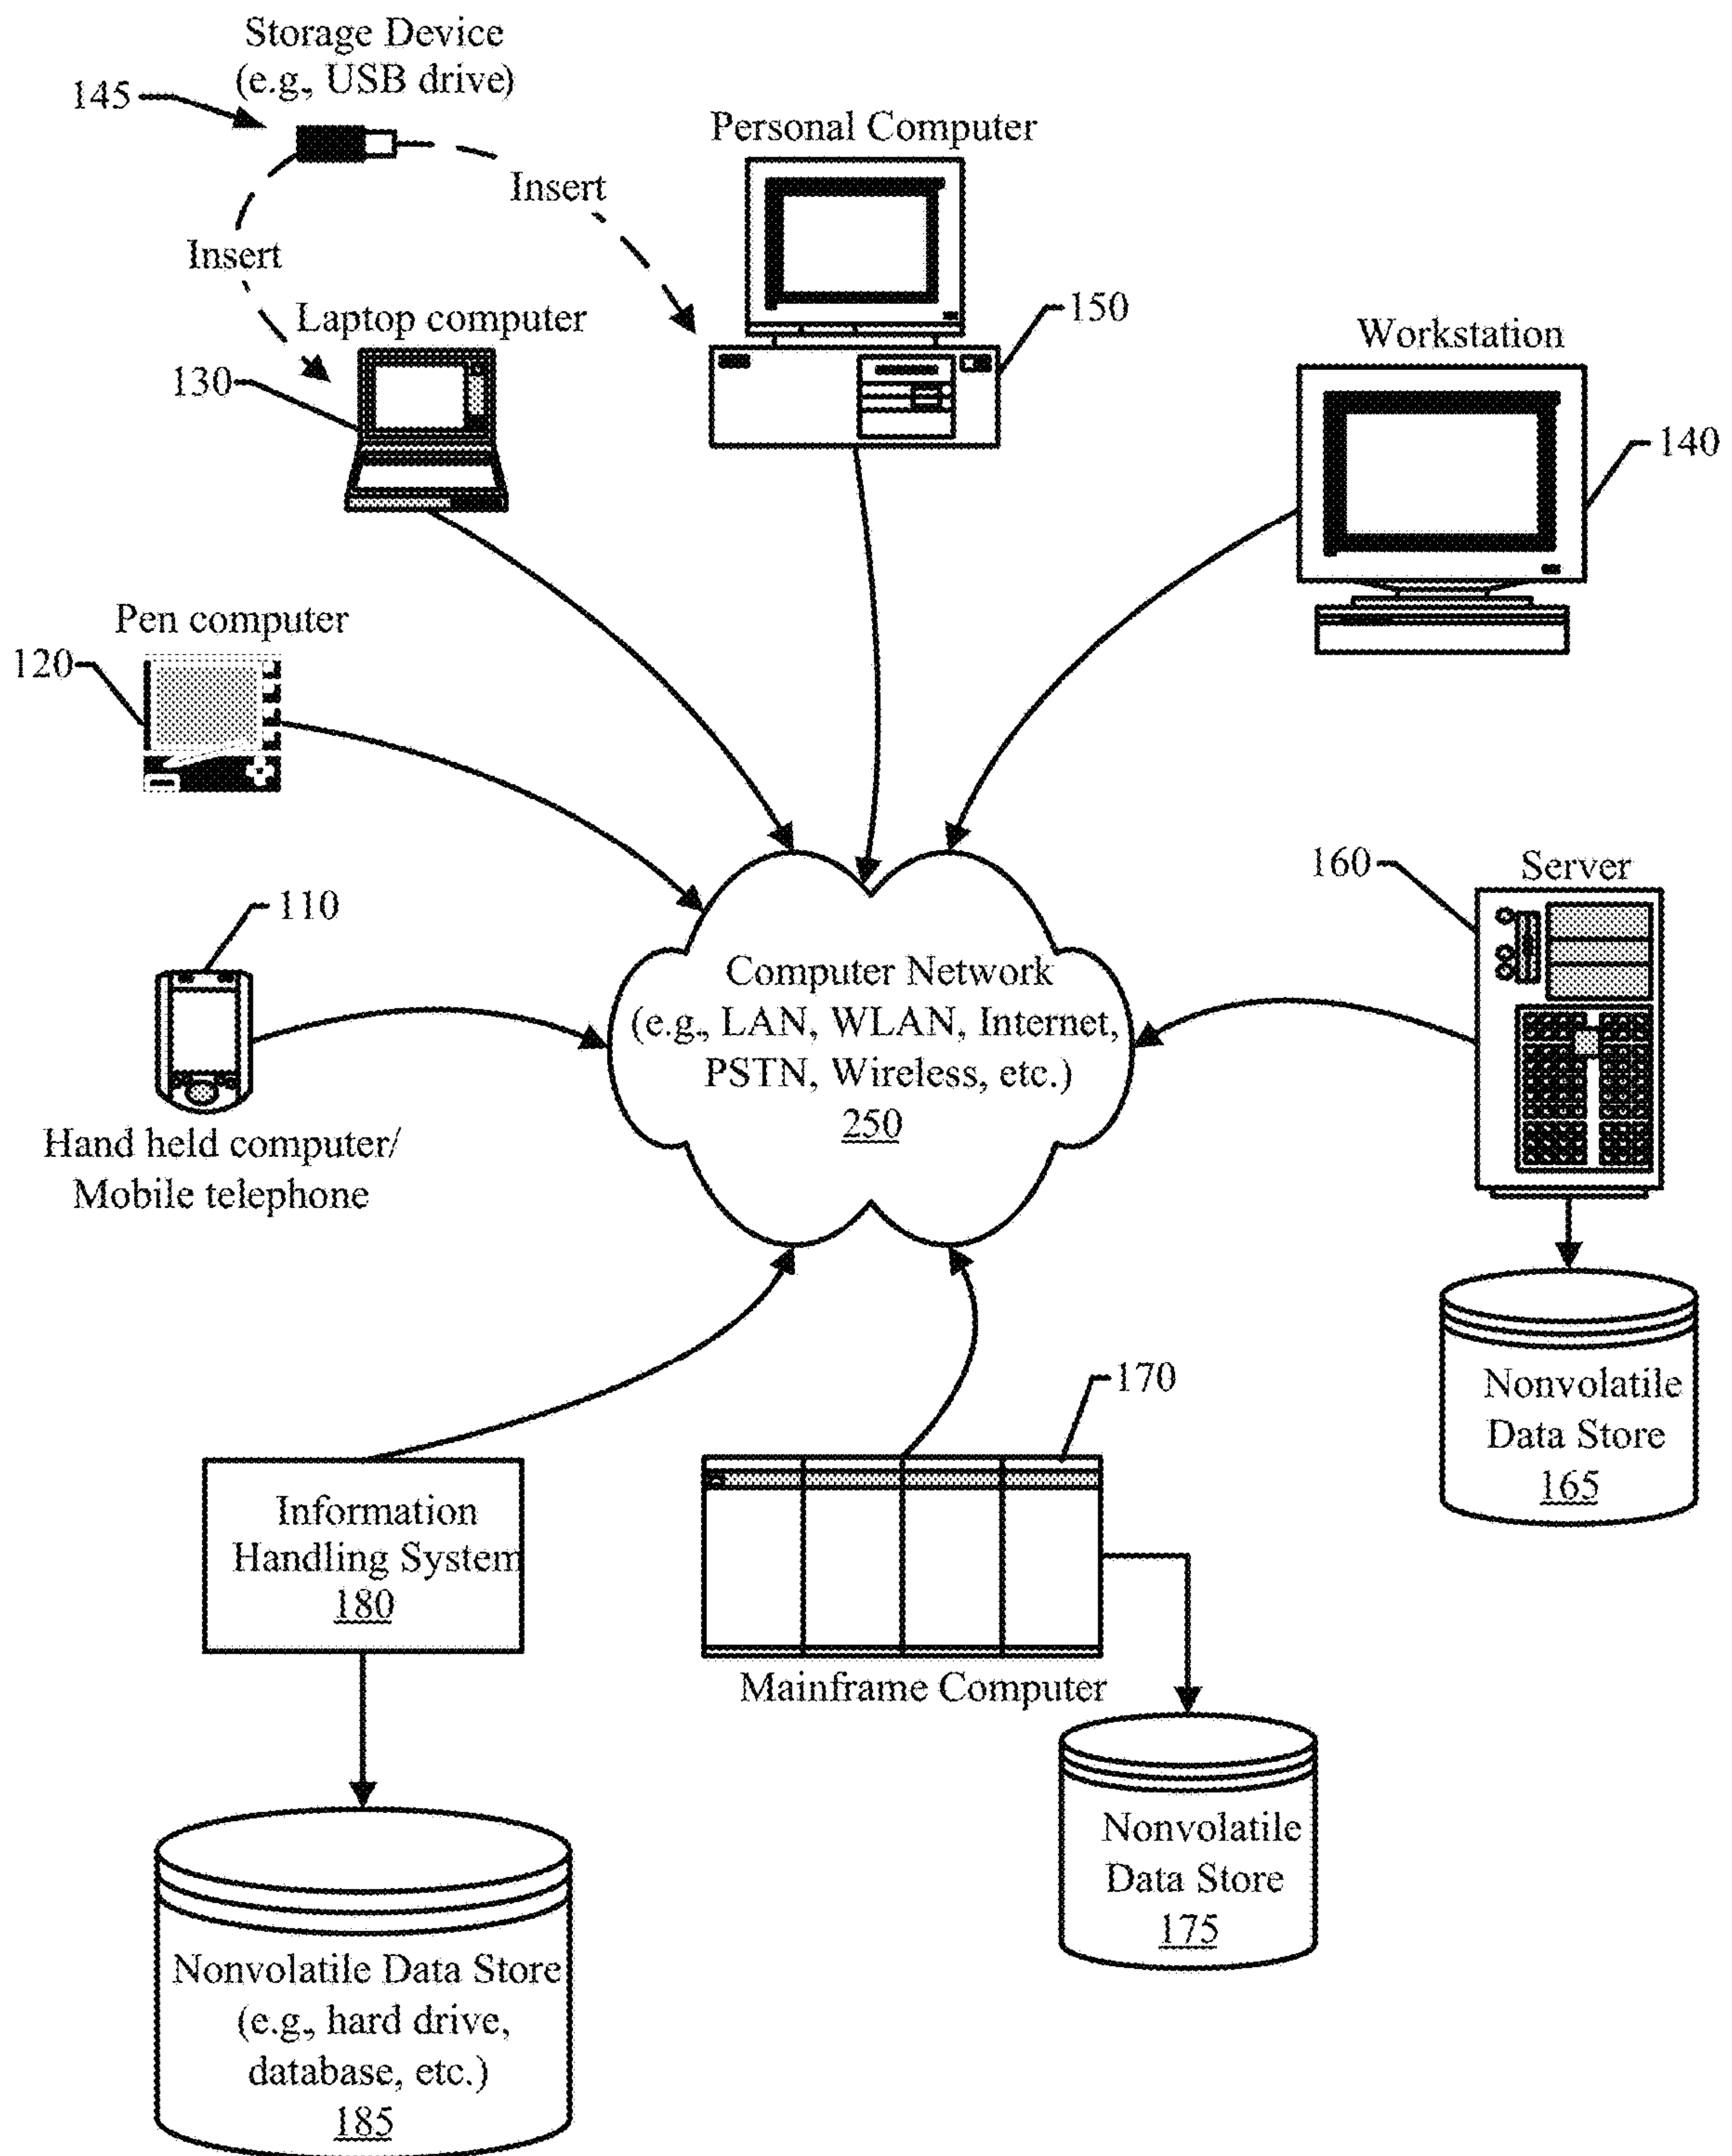 Storage Device
(e.g., USB drive)
145
Personal Computer
Insert
Insert
150
Laptop computer
130
Workstation
140
Pen computer
120
160
Server
110
Computer Network
(e.g., LAN, WLAN, Internet,
PSTN, Wireless, etc.)
250
Hand held computer/
Mobile telephone
170
Nonvolatile
Data Store
165
Information
Handling System
180
Mainframe Computer
Nonvolatile
Data Store
175
Nonvolatile Data Store
(e.g., hard drive,
database, etc.)
185